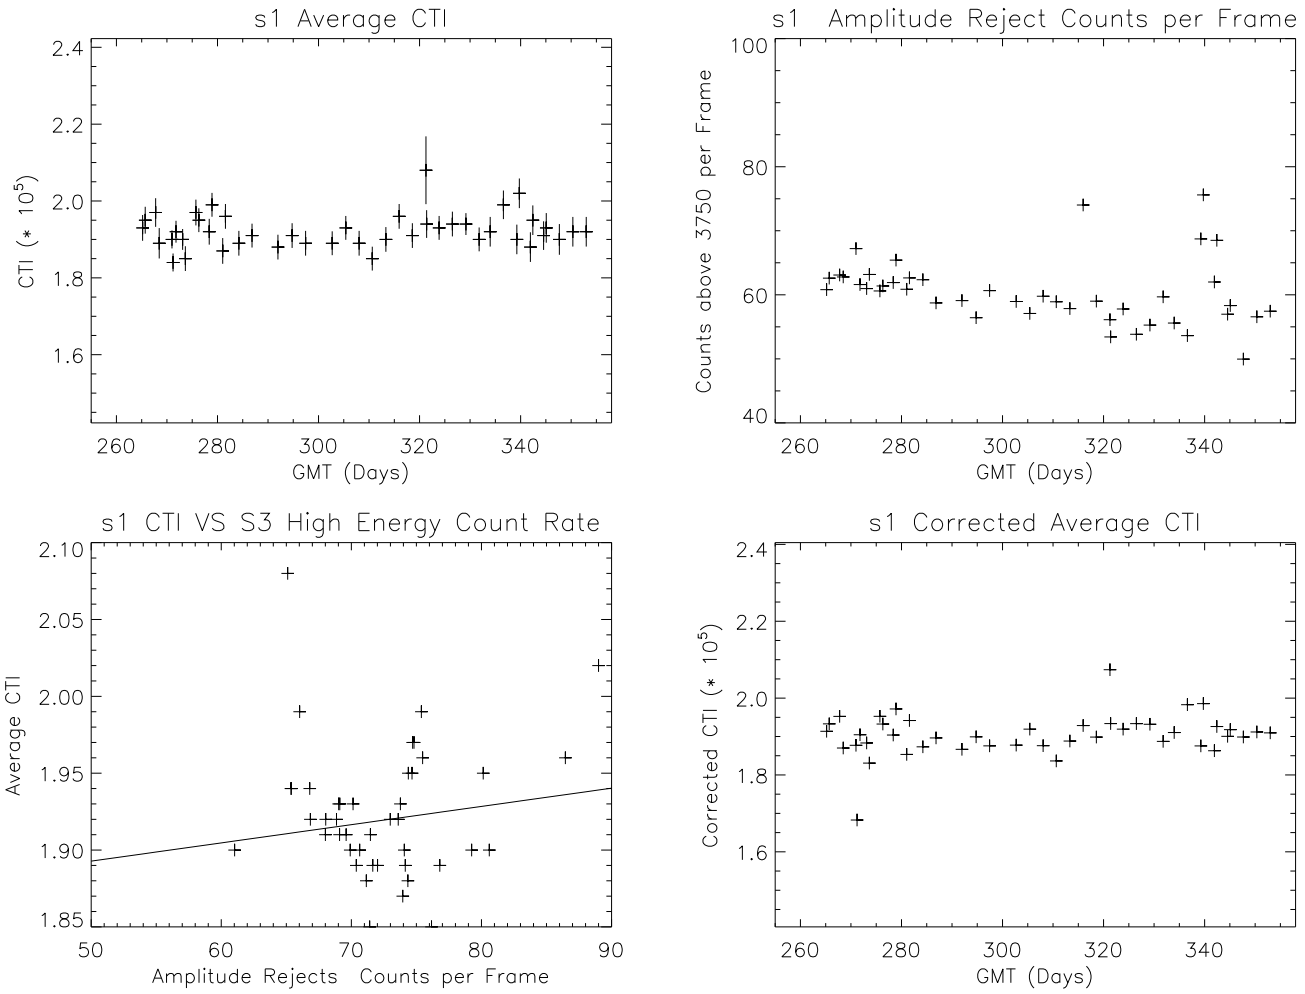 s1 Average CTI
2.4
2.2
2.0
1.8
1.6
CTI (* 10^5)
260 280 300 320 340
GMT (Days)
s1 Amplitude Reject Counts per Frame
100
80
60
40
Counts above 3750 per Frame
260 280 300 320 340
GMT (Days)
s1 CTI VS S3 High Energy Count Rate
2.10
2.05
2.00
1.95
1.90
1.85
Average CTI
50 60 70 80 90
Amplitude Rejects Counts per Frame
s1 Corrected Average CTI
2.4
2.2
2.0
1.8
1.6
Corrected CTI (* 10^5)
260 280 300 320 340
GMT (Days)